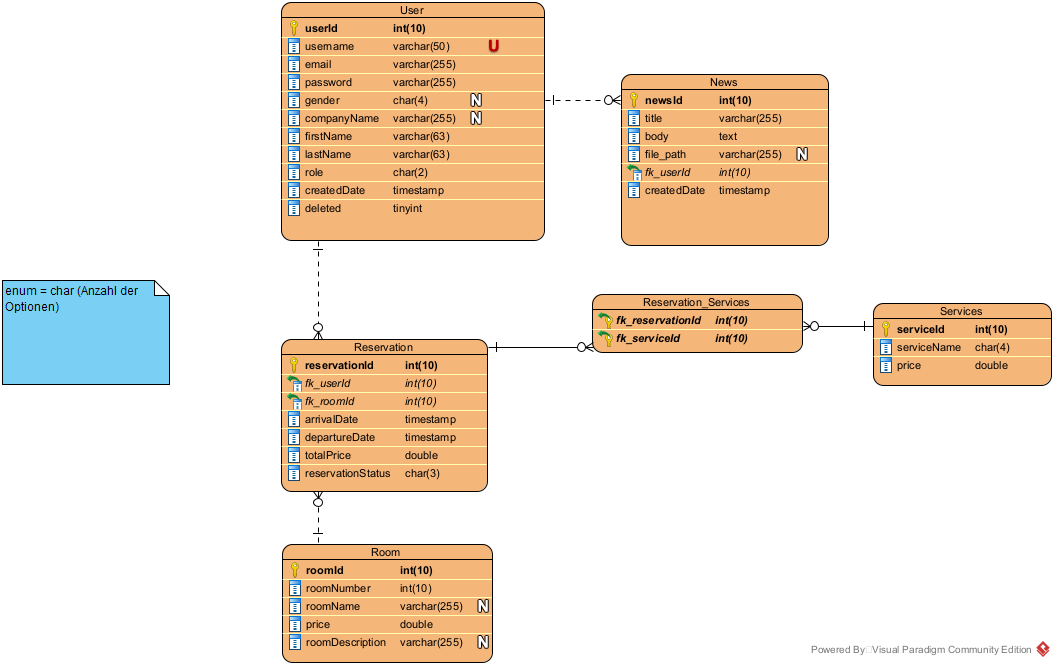 User
userId int(10)
username varchar(50) U
email varchar(255)
password varchar(255)
gender char(4) N
companyName varchar(255) N
firstName varchar(63)
lastName varchar(63)
role char(2)
createdDate timestamp
deleted tinyint
News
newsId int(10)
title varchar(255)
body text
file_path varchar(255) N
fk_userId int(10)
createdDate timestamp
enum = char (Anzahl der
Optionen)
Reservation_Services
fk_reservationId int(10)
fk_serviceId int(10)
Services
serviceId int(10)
serviceName char(4)
price double
Reservation
reservationId int(10)
fk_userId int(10)
fk_roomId int(10)
arrivalDate timestamp
departureDate timestamp
totalPrice double
reservationStatus char(3)
Room
roomId int(10)
roomNumber int(10)
roomName varchar(255) N
price double
roomDescription varchar(255) N
Powered By Visual Paradigm Community Edition